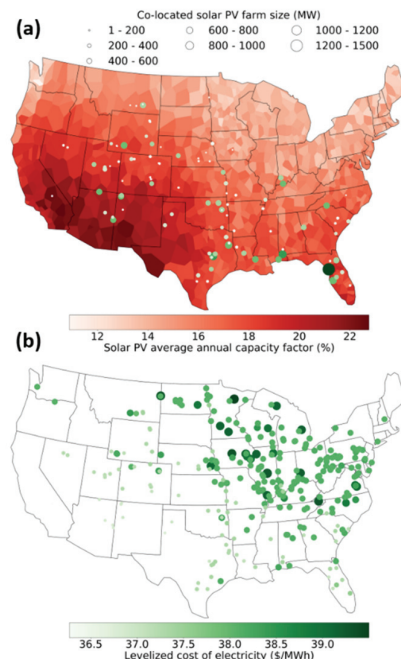 Co-located solar PV farm size (MW)
(a)
1 - 200 600 - 800 1000 - 1200
200 - 400 800 - 1000 1200 - 1500
400 - 600
12 14 16 18 20 22
Solar PV average annual capacity factor (%)
(b)
36.5 37.0 37.5 38.0 38.5 39.0
Levelized cost of electricity ($/MWh)